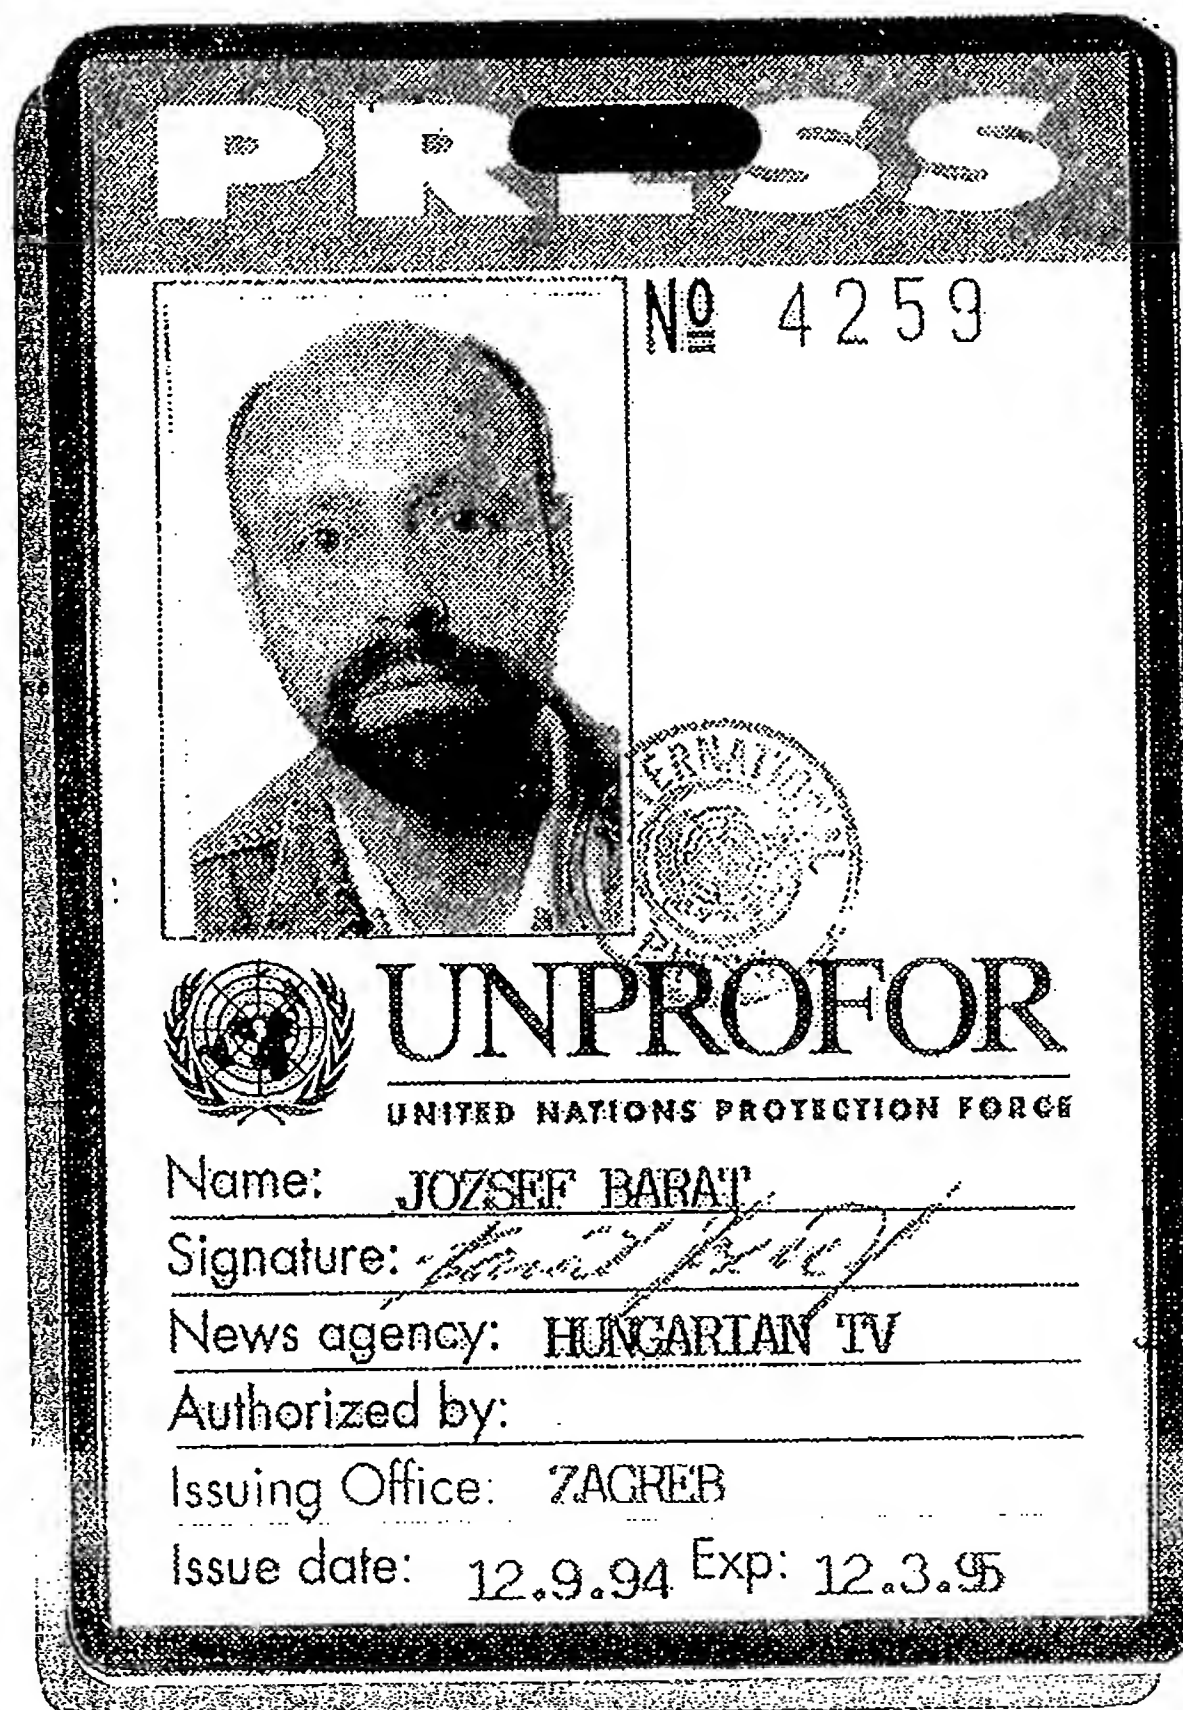 PRESS
Nº 4259
UNPROFOR
UNITED NATIONS PROTECTION FORCE
Name: JOZSEF BARAT
Signature:
News agency: HUNGARIAN TV
Authorized by:
Issuing Office: ZAGREB
Issue date: 12.9.94 Exp: 12.3.95